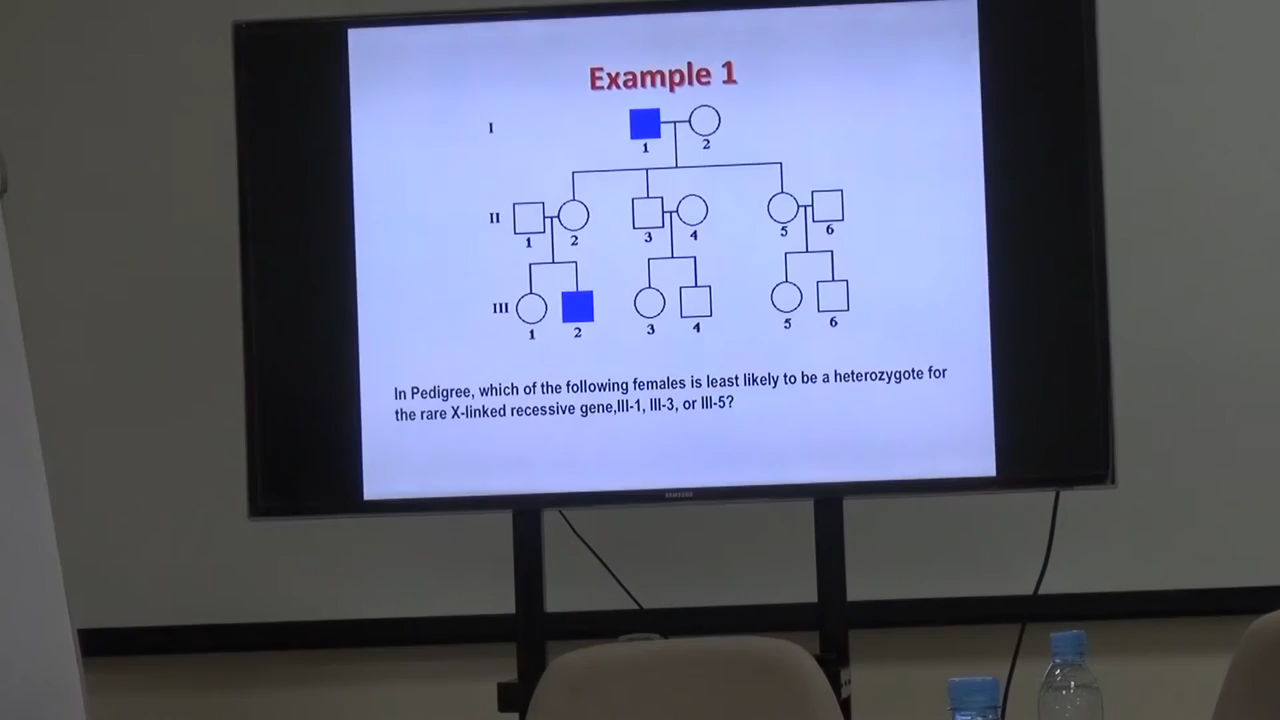 Example 1
I
1 2
II
1 2 3 4 5 6
III
1 2 3 4 5 6
In Pedigree, which of the following females is least likely to be a heterozygote for
the rare X-linked recessive gene,III-1, III-3, or III-5?
SAMSUNG